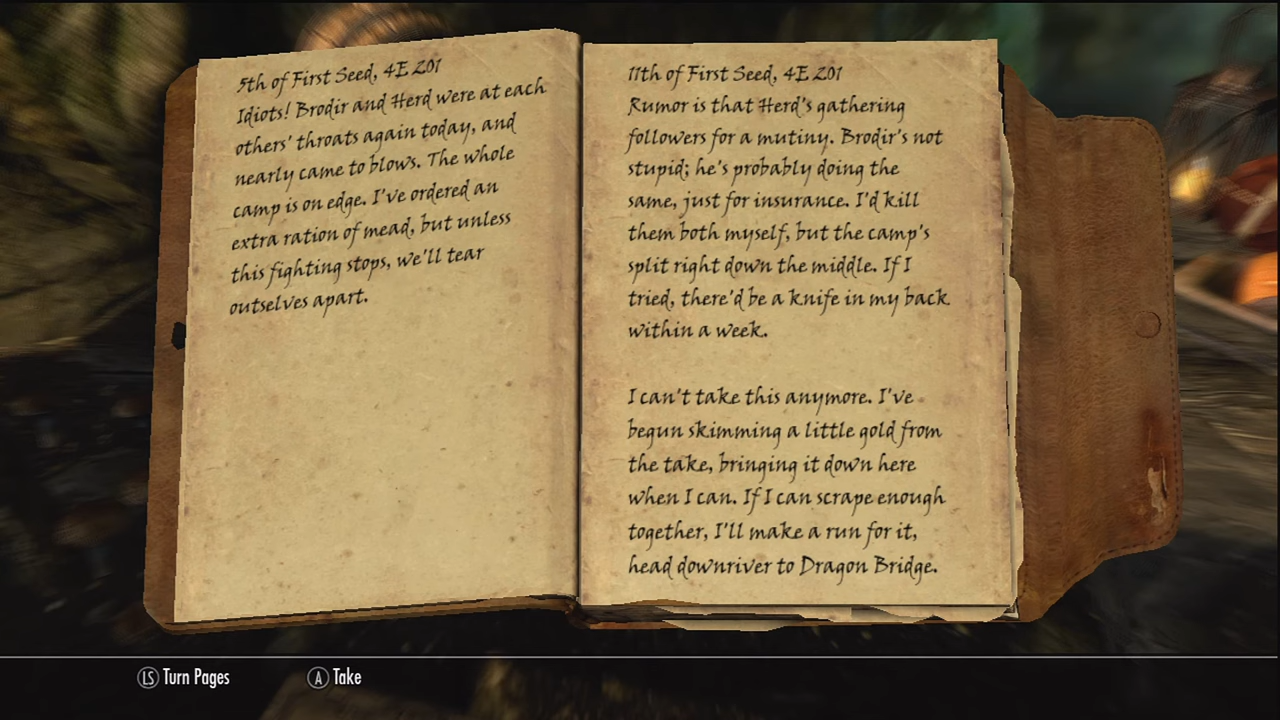 5th of First Seed, 4E 201
Idiots! Brodir and Herd were at each
others' throats again today, and
nearly came to blows. The whole
camp is on edge. I've ordered an
extra ration of mead, but unless
this fighting stops, we'll tear
outselves apart.
11th of First Seed, 4E 201
Rumor is that Herd's gathering
followers for a mutiny. Brodir's not
stupid; he's probably doing the
same, just for insurance. I'd kill
them both myself, but the camp's
split right down the middle. If I
tried, there'd be a knife in my back
within a week.
I can't take this anymore. I've
begun skimming a little gold from
the take, bringing it down here
when I can. If I can scrape enough
together, I'll make a run for it,
head downriver to Dragon Bridge.
LS Turn Pages
A Take